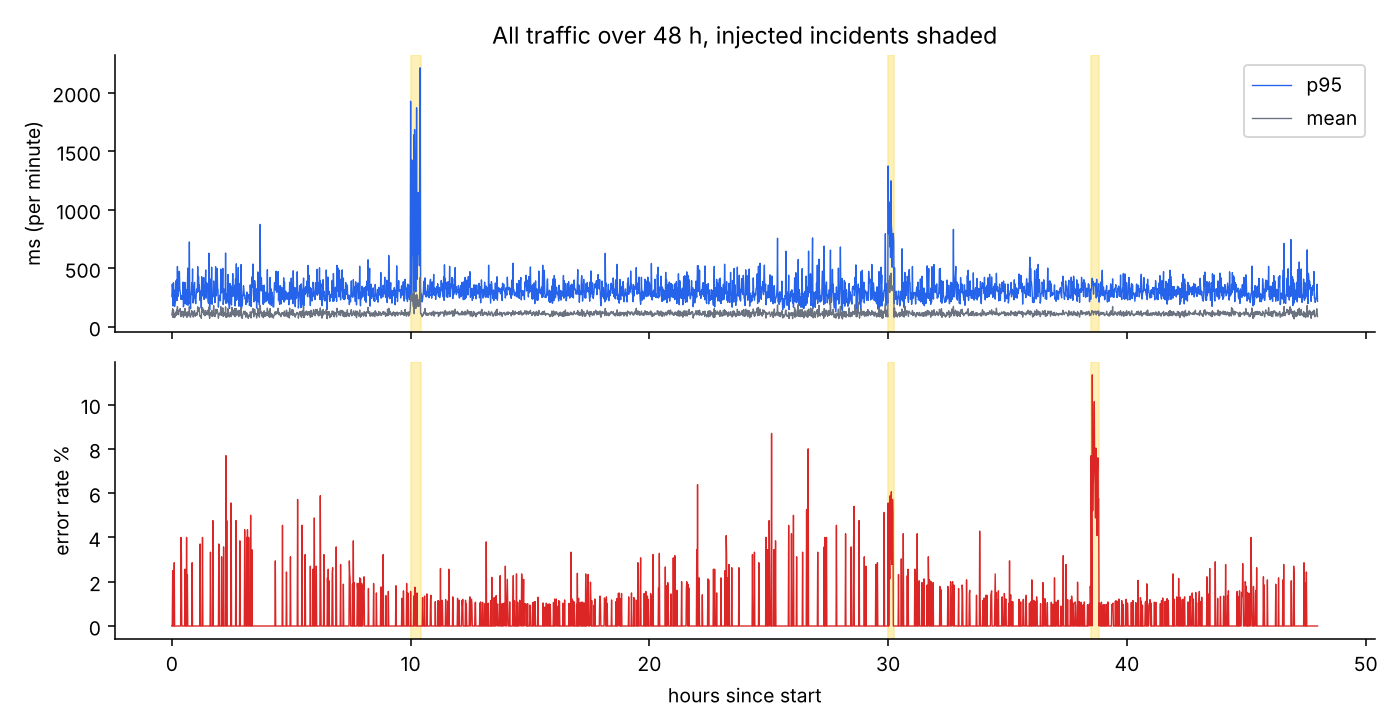 All traffic over 48 h, injected incidents shaded
ms (per minute)
2000
1500
1000
500
0
p95
mean
error rate %
10
8
6
4
2
0
0
10
20
30
40
50
hours since start